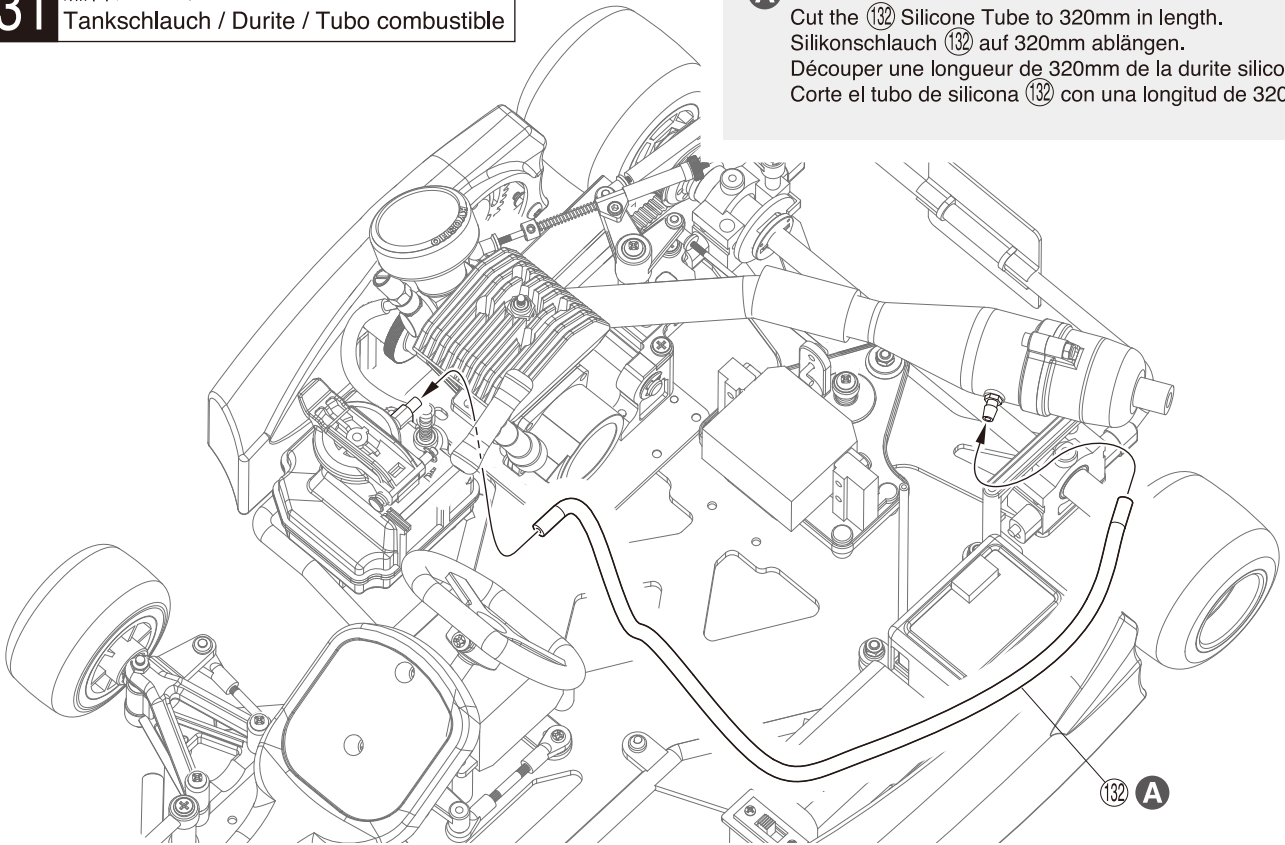 31
Tankschlauch / Durite / Tubo combustible
A
Cut the (132) Silicone Tube to 320mm in length.
Silikonschlauch (132) auf 320mm ablängen.
Découper une longueur de 320mm de la durite silico
Corte el tubo de silicona (132) con una longitud de 320
KYOSHO
(132) A